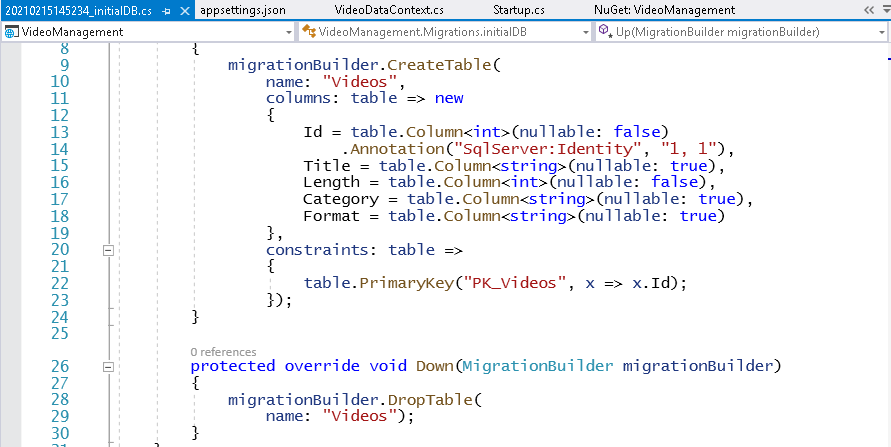 20210215145234_initialDB.cs appsettings.json VideoDataContext.cs Startup.cs NuGet: VideoManagement
VideoManagement VideoManagement.Migrations.initialDB Up(MigrationBuilder migrationBuilder)
8 {
9 migrationBuilder.CreateTable(
10 name: "Videos",
11 columns: table => new
12 {
13 Id = table.Column<int>(nullable: false)
14 .Annotation("SqlServer:Identity", "1, 1"),
15 Title = table.Column<string>(nullable: true),
16 Length = table.Column<int>(nullable: false),
17 Category = table.Column<string>(nullable: true),
18 Format = table.Column<string>(nullable: true)
19 },
20 constraints: table =>
21 {
22 table.PrimaryKey("PK_Videos", x => x.Id);
23 });
24 }
25
0 references
26 protected override void Down(MigrationBuilder migrationBuilder)
27 {
28 migrationBuilder.DropTable(
29 name: "Videos");
30 }
31 }